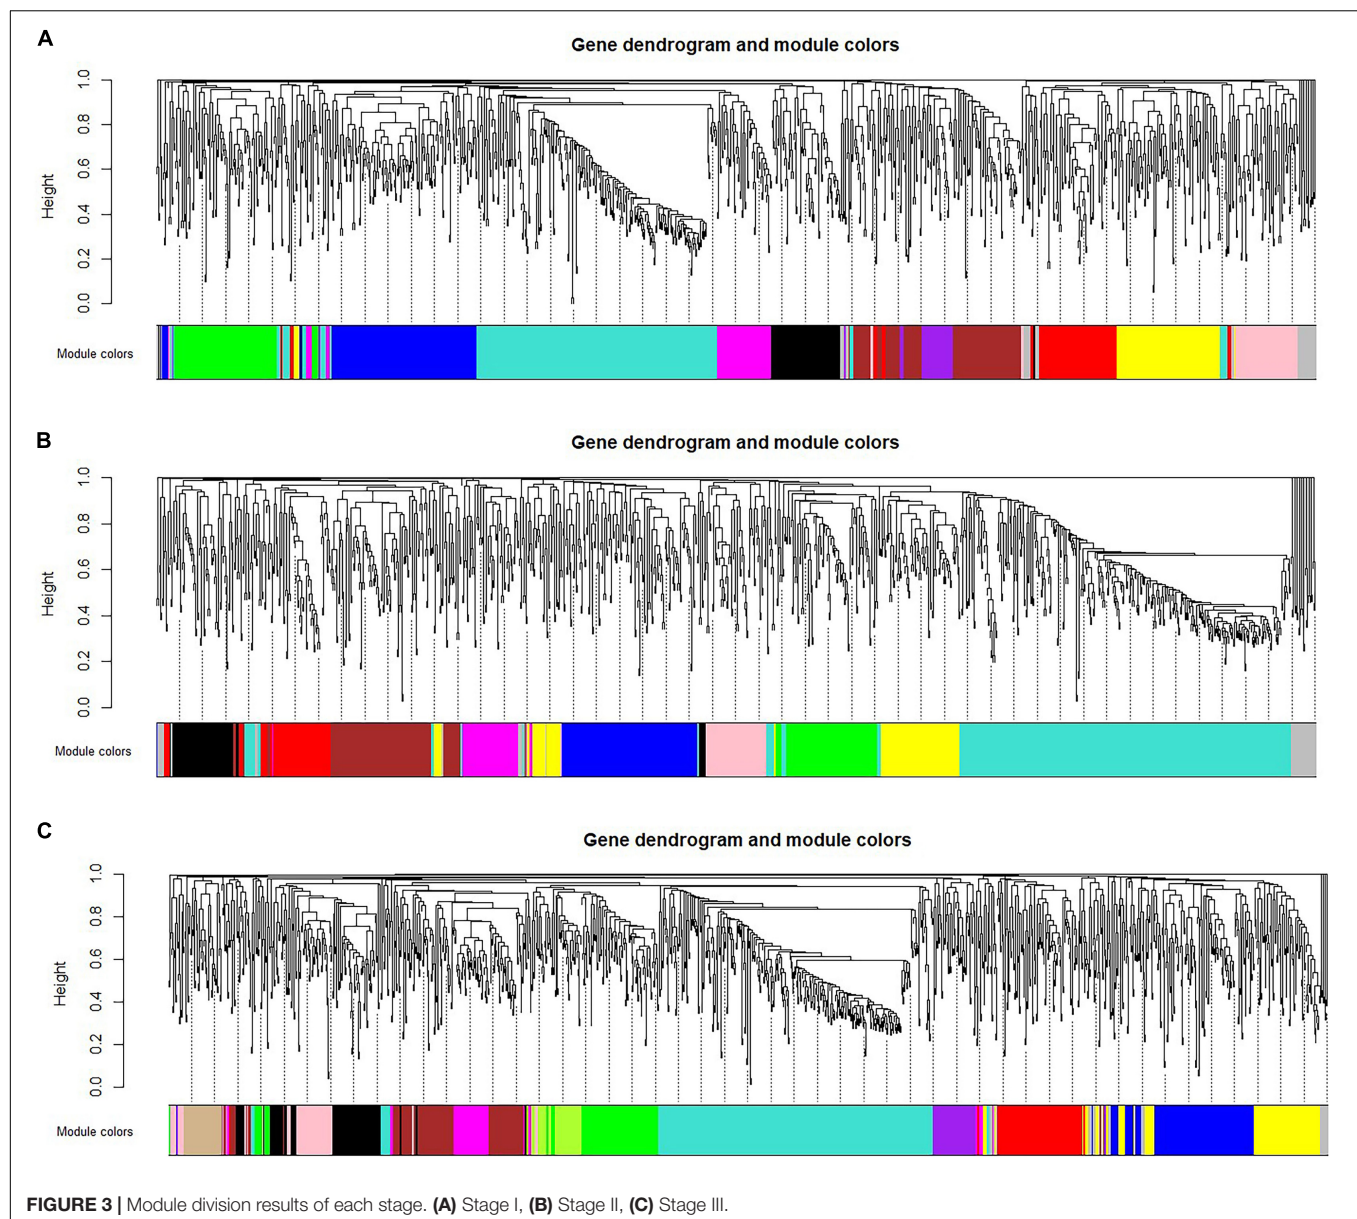 A
Gene dendrogram and module colors
Height
1.0
0.8
0.6
0.4
0.2
0.0
Module colors
B
Gene dendrogram and module colors
Height
1.0
0.8
0.6
0.4
0.2
0.0
Module colors
C
Gene dendrogram and module colors
Height
1.0
0.8
0.6
0.4
0.2
0.0
Module colors
FIGURE 3 | Module division results of each stage. (A) Stage I, (B) Stage II, (C) Stage III.